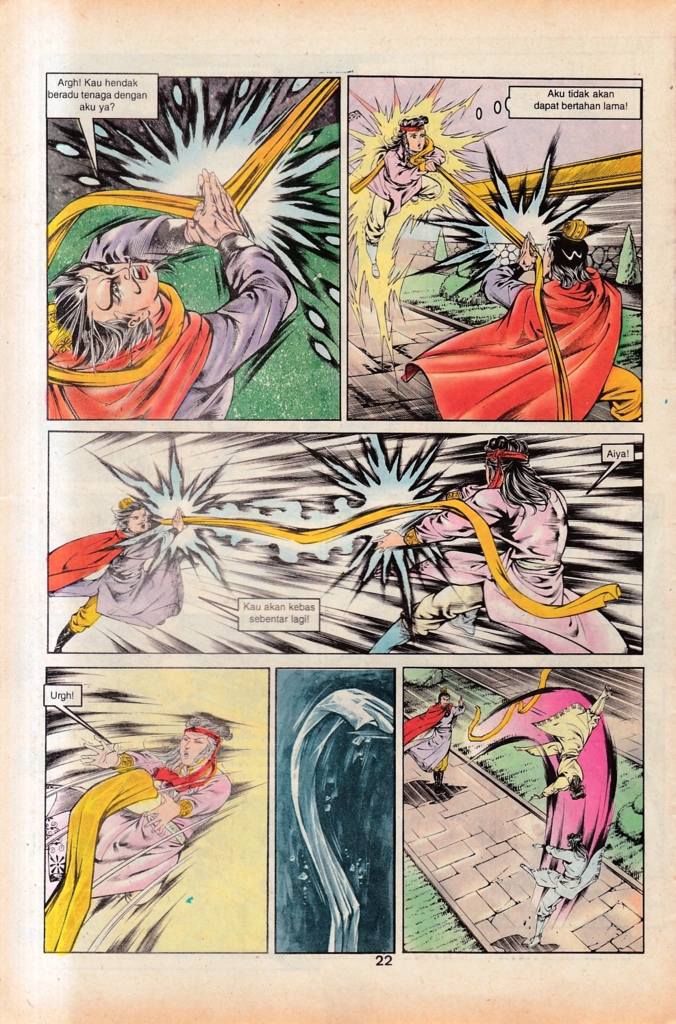 Argh! Kau hendak
beradu tenaga dengan
aku ya?
Aku tidak akan
dapat bertahan lama!
Aiya!
Kau akan kebas
sebentar lagi!
Urgh!
22